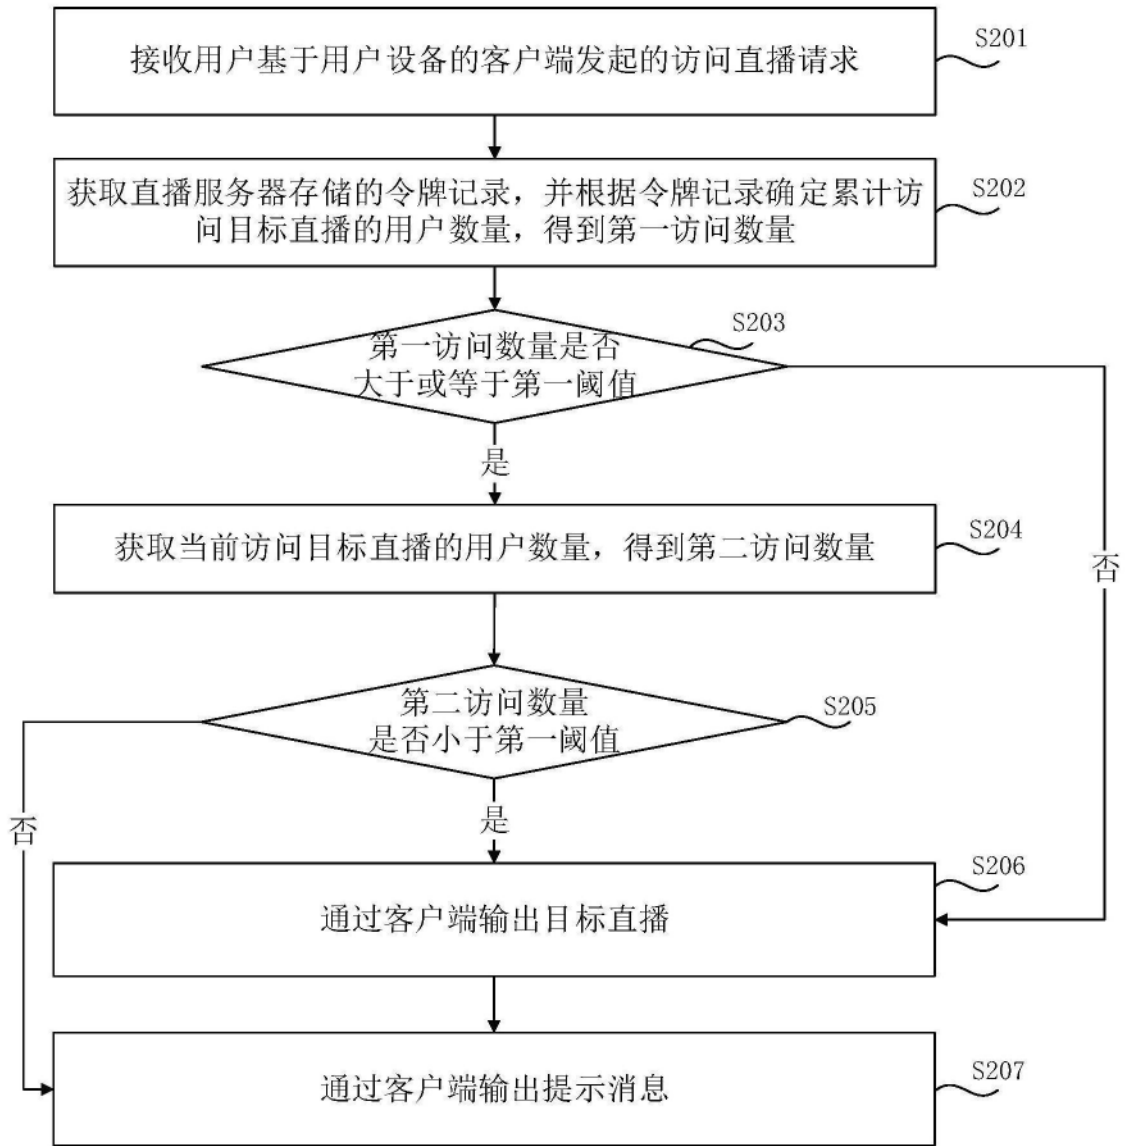 接收用户基于用户设备的客户端发起的访问直播请求
S201
获取直播服务器存储的令牌记录，并根据令牌记录确定累计访
问目标直播的用户数量，得到第一访问数量
S202
第一访问数量是否
大于或等于第一阈值
S203
是
否
获取当前访问目标直播的用户数量，得到第二访问数量
S204
第二访问数量
是否小于第一阈值
S205
是
否
通过客户端输出目标直播
S206
通过客户端输出提示消息
S207